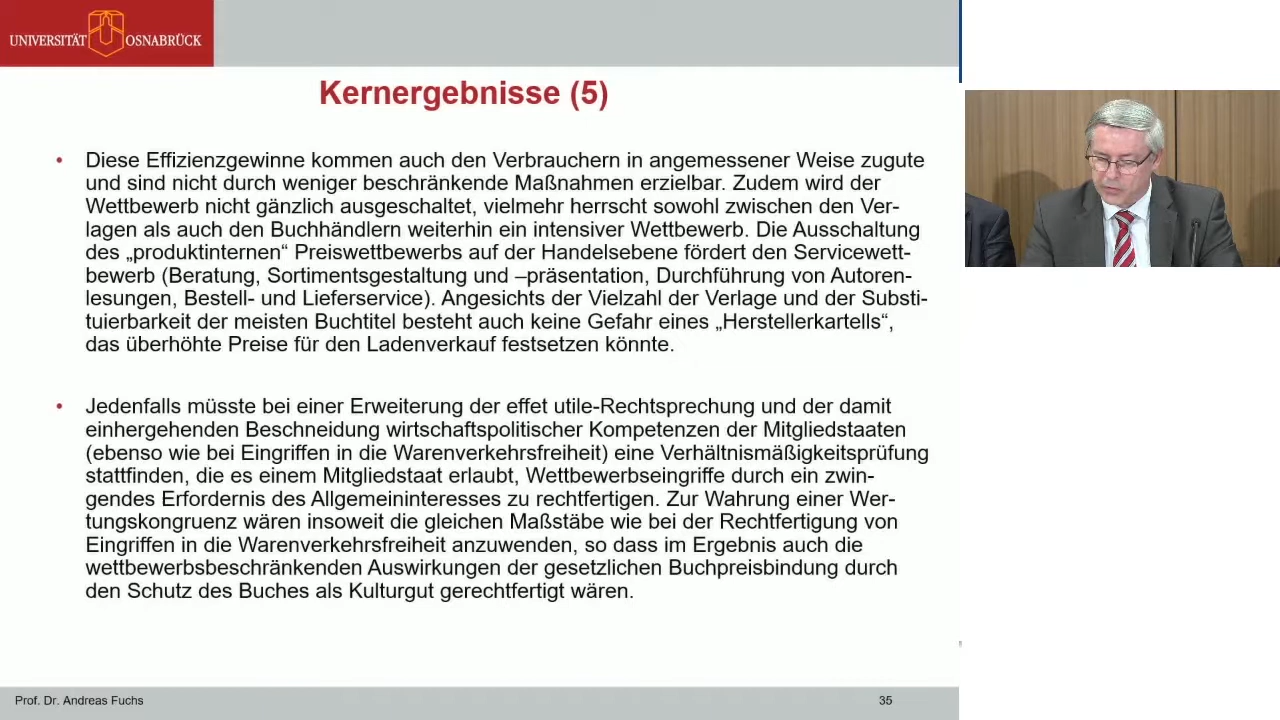 UNIVERSITÄT OSNABRÜCK
Kernergebnisse (5)
• Diese Effizienzgewinne kommen auch den Verbrauchern in angemessener Weise zugute
und sind nicht durch weniger beschränkende Maßnahmen erzielbar. Zudem wird der
Wettbewerb nicht gänzlich ausgeschaltet, vielmehr herrscht sowohl zwischen den Ver-
lagen als auch den Buchhändlern weiterhin ein intensiver Wettbewerb. Die Ausschaltung
des „produktinternen“ Preiswettbewerbs auf der Handelsebene fördert den Servicewett-
bewerb (Beratung, Sortimentsgestaltung und –präsentation, Durchführung von Autoren-
lesungen, Bestell- und Lieferservice). Angesichts der Vielzahl der Verlage und der Substi-
tuierbarkeit der meisten Buchtitel besteht auch keine Gefahr eines „Herstellerkartells“,
das überhöhte Preise für den Ladenverkauf festsetzen könnte.
• Jedenfalls müsste bei einer Erweiterung der effet utile-Rechtsprechung und der damit
einhergehenden Beschneidung wirtschaftspolitischer Kompetenzen der Mitgliedstaaten
(ebenso wie bei Eingriffen in die Warenverkehrsfreiheit) eine Verhältnismäßigkeitsprüfung
stattfinden, die es einem Mitgliedstaat erlaubt, Wettbewerbseingriffe durch ein zwin-
gendes Erfordernis des Allgemeininteresses zu rechtfertigen. Zur Wahrung einer Wer-
tungskongruenz wären insoweit die gleichen Maßstäbe wie bei der Rechtfertigung von
Eingriffen in die Warenverkehrsfreiheit anzuwenden, so dass im Ergebnis auch die
wettbewerbsbeschränkenden Auswirkungen der gesetzlichen Buchpreisbindung durch
den Schutz des Buches als Kulturgut gerechtfertigt wären.
Prof. Dr. Andreas Fuchs 35